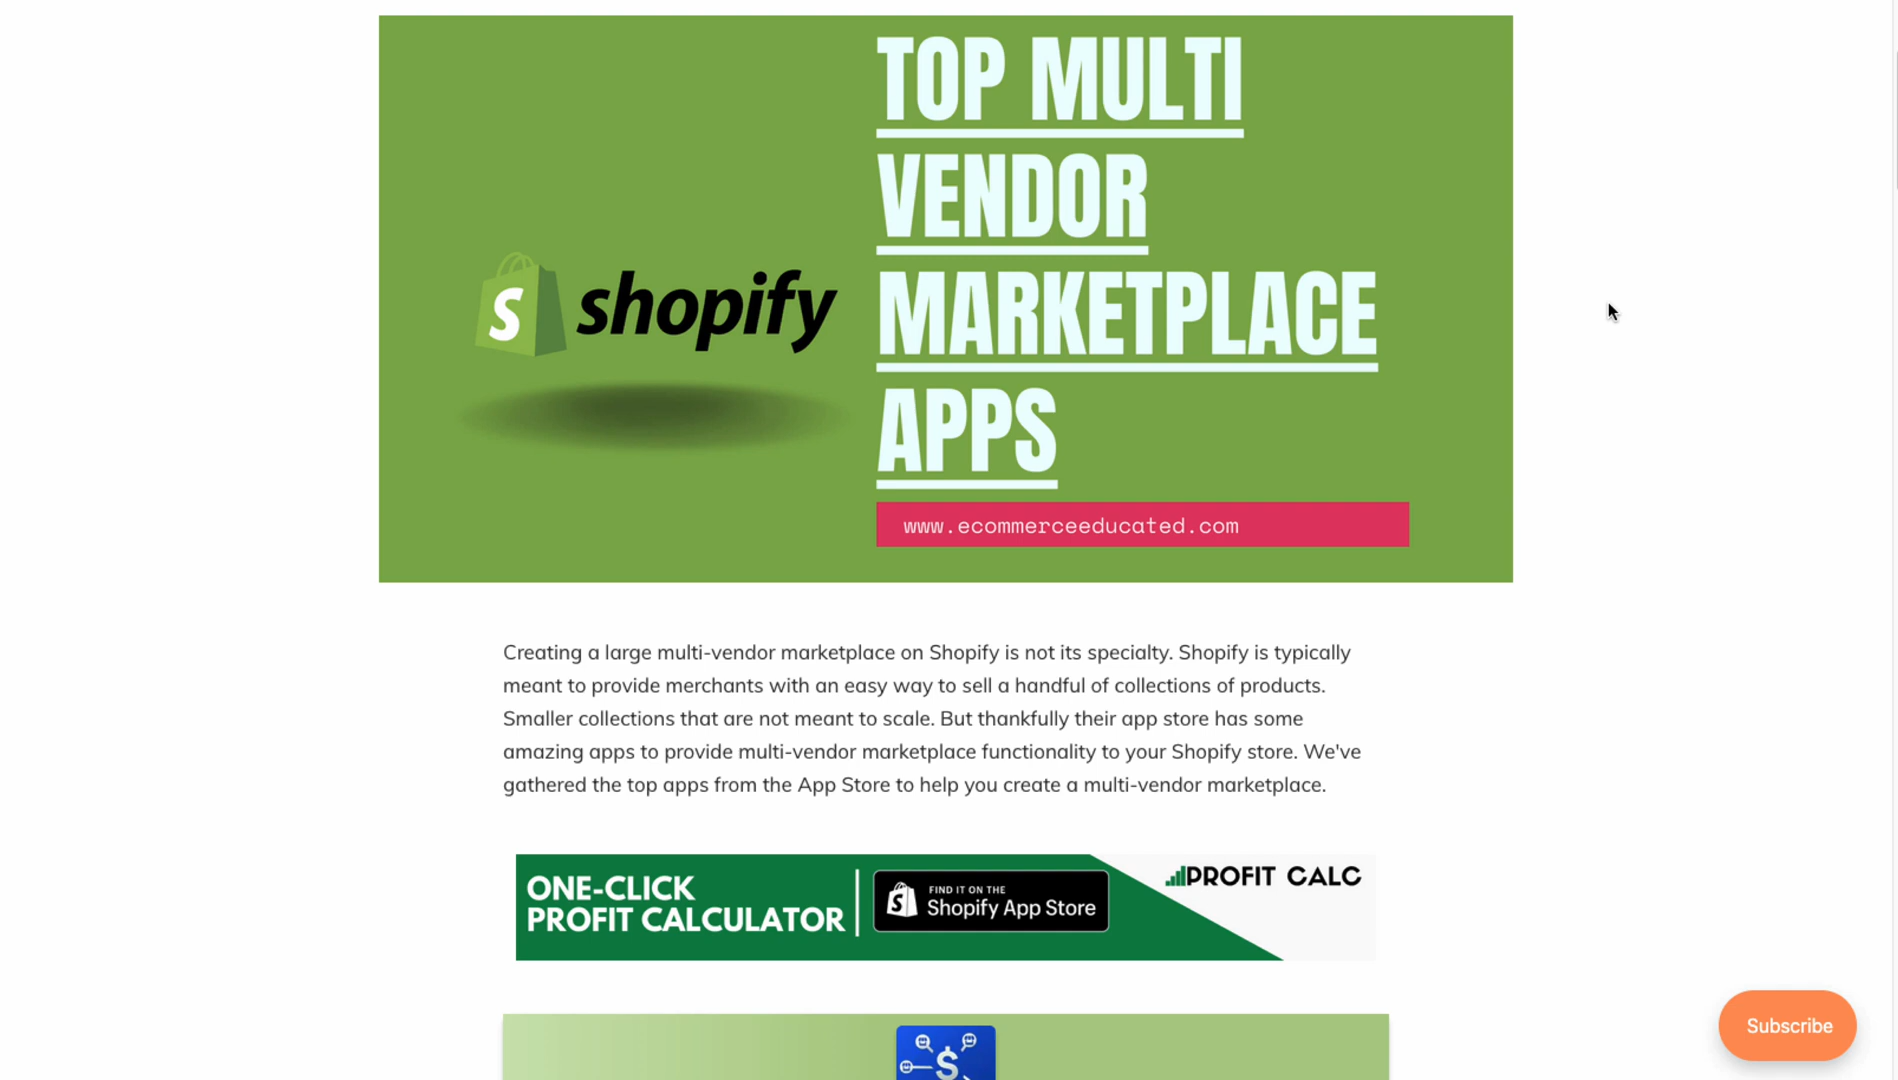 TOP MULTI
VENDOR
MARKETPLACE
APPS
shopify
www.ecommerceeducated.com
Creating a large multi-vendor marketplace on Shopify is not its specialty. Shopify is typically
meant to provide merchants with an easy way to sell a handful of collections of products.
Smaller collections that are not meant to scale. But thankfully their app store has some
amazing apps to provide multi-vendor marketplace functionality to your Shopify store. We've
gathered the top apps from the App Store to help you create a multi-vendor marketplace.
ONE-CLICK
PROFIT CALCULATOR
FIND IT ON THE
Shopify App Store
PROFIT CALC
Subscribe